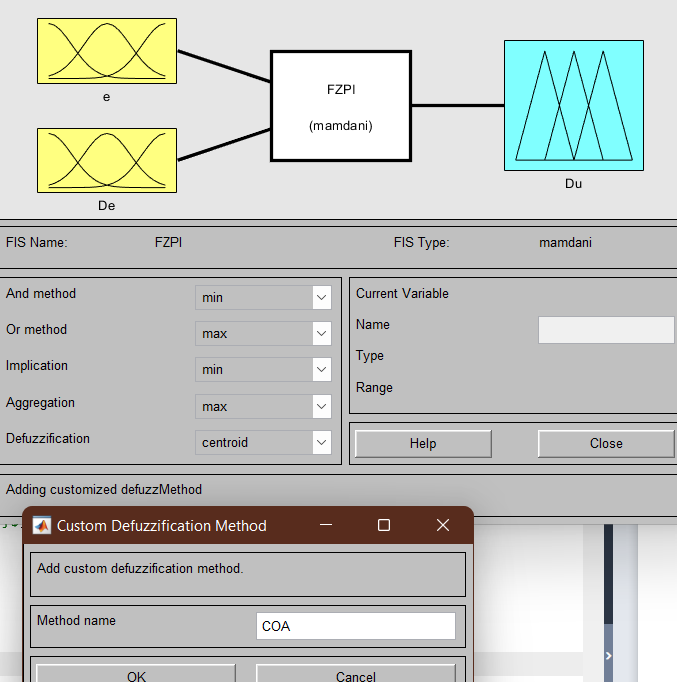 e
FZPI
(mamdani)
De
Du
FIS Name: FZPI FIS Type: mamdani
And method min
Or method max
Implication min
Aggregation max
Defuzzification centroid
Current Variable
Name
Type
Range
Help Close
Adding customized defuzzMethod
Custom Defuzzification Method
Add custom defuzzification method.
Method name COA
OK Cancel